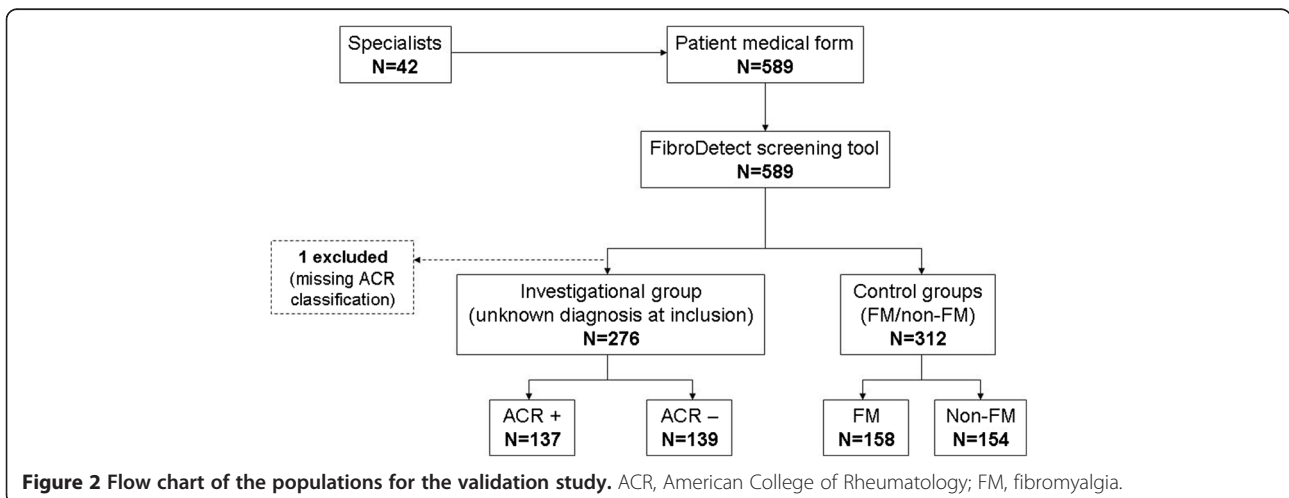 Specialists
N=42
Patient medical form
N=589
FibroDetect screening tool
N=589
1 excluded
(missing ACR
classification)
Investigational group
(unknown diagnosis at inclusion)
N=276
Control groups
(FM/non-FM)
N=312
ACR +
N=137
ACR –
N=139
FM
N=158
Non-FM
N=154
Figure 2 Flow chart of the populations for the validation study. ACR, American College of Rheumatology; FM, fibromyalgia.